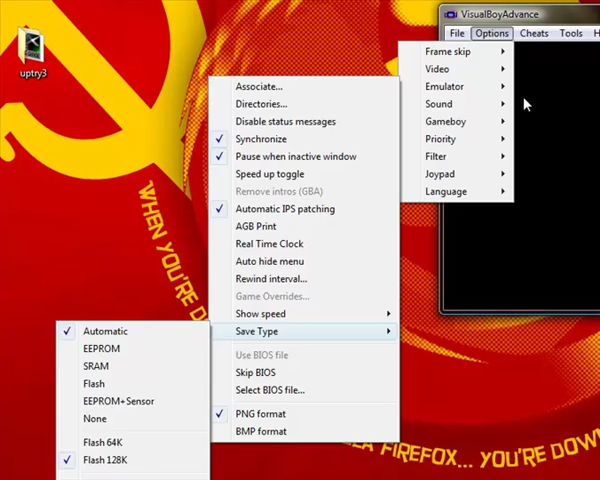 uptry3
VisualBoyAdvance
File Options Cheats Tools H
Frame skip
Video
Emulator
Sound
Gameboy
Priority
Filter
Joypad
Language
Associate...
Directories...
Disable status messages
Synchronize
Pause when inactive window
Speed up toggle
Remove intros (GBA)
Automatic IPS patching
AGB Print
Real Time Clock
Auto hide menu
Rewind interval...
Game Overrides...
Show speed
Save Type
Use BIOS file
Skip BIOS
Select BIOS file...
PNG format
BMP format
Automatic
EEPROM
SRAM
Flash
EEPROM+Sensor
None
Flash 64K
Flash 128K
WHEN YOU'RE
FIREFOX... YOU'RE DOW